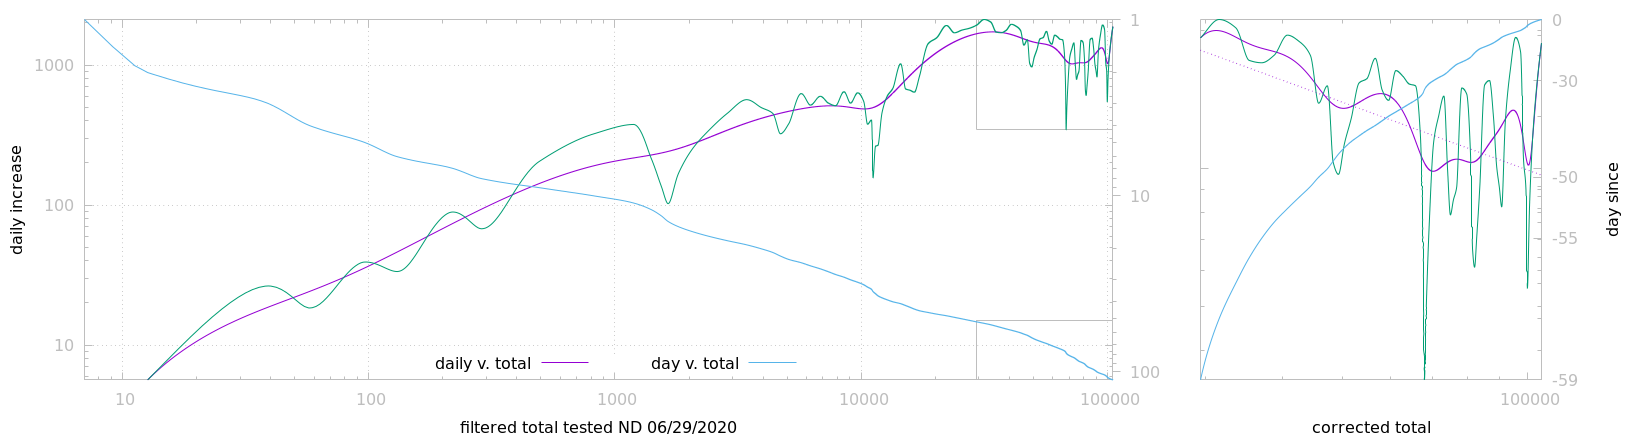 daily increase
1000
100
10
daily v. total
day v. total
10
100
1000
10000
100000
filtered total tested ND 06/29/2020
1
10
100
0
-30
-50
-55
-59
day since
100000
corrected total